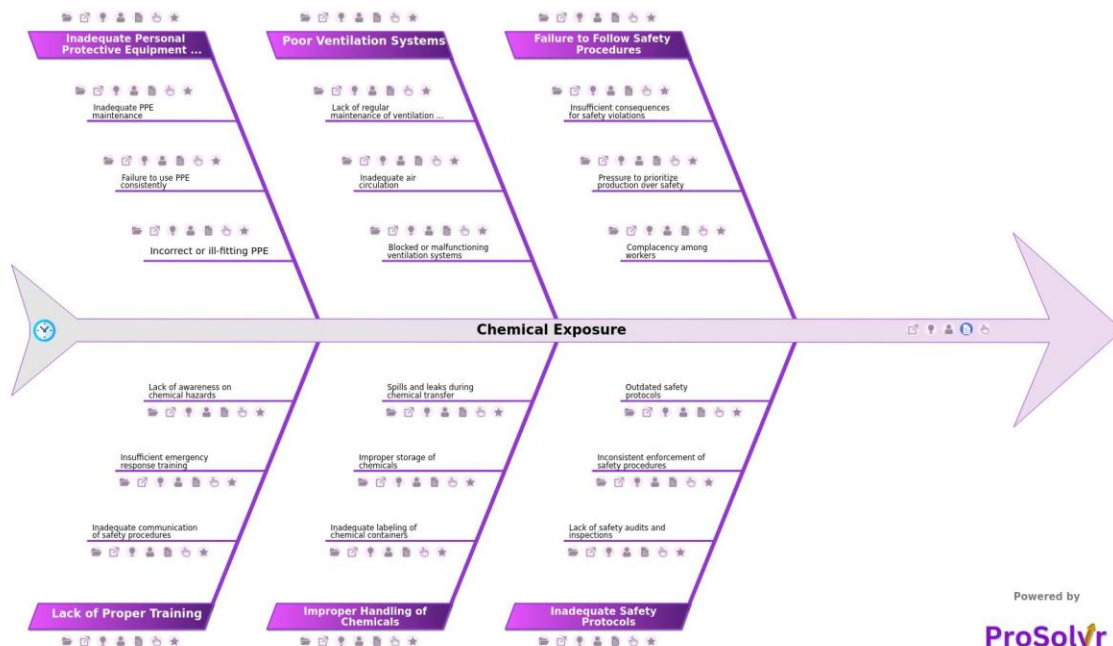 Inadequate Personal
Protective Equipment ...
Poor Ventilation Systems
Failure to Follow Safety
Procedures
Inadequate PPE
maintenance
Lack of regular
maintenance of ventilation ...
Insufficient consequences
for safety violations
Failure to use PPE
consistently
Inadequate air
circulation
Pressure to prioritize
production over safety
Incorrect or ill-fitting PPE
Blocked or malfunctioning
ventilation systems
Complacency among
workers
Chemical Exposure
Lack of awareness on
chemical hazards
Spills and leaks during
chemical transfer
Outdated safety
protocols
Insufficient emergency
response training
Improper storage of
chemicals
Inconsistent enforcement of
safety procedures
Inadequate communication
of safety procedures
Inadequate labeling of
chemical containers
Lack of safety audits and
inspections
Lack of Proper Training
Improper Handling of
Chemicals
Inadequate Safety
Protocols
Powered by
ProSolvr